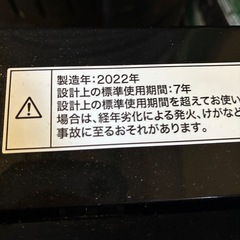 製造年:2022年
設計上の標準使用期間:7年
設計上の標準使用期間を超えてお使い
場合は、経年劣化による発火、けがなど
事故に至るおそれがあります。